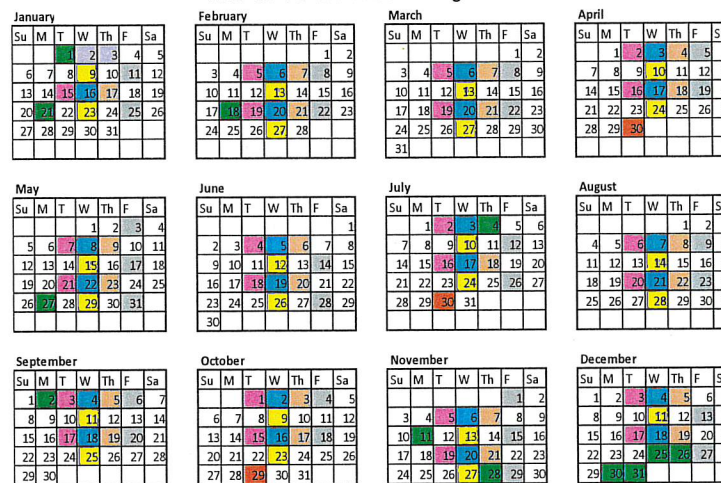 January
Su M T W Th F Sa
1 2 3 4 5
6 7 8 9 10 11 12
13 14 15 16 17 18 19
20 21 22 23 24 25 26
27 28 29 30 31
February
Su M T W Th F Sa
1 2
3 4 5 6 7 8 9
10 11 12 13 14 15 16
17 18 19 20 21 22 23
24 25 26 27 28
March
Su M T W Th F Sa
1 2
3 4 5 6 7 8 9
10 11 12 13 14 15 16
17 18 19 20 21 22 23
24 25 26 27 28 29 30
31
April
Su M T W Th F
1 2 3 4 5
7 8 9 10 11 12
14 15 16 17 18 19
21 22 23 24 25 26
28 29 30
May
Su M T W Th F Sa
1 2 3 4
5 6 7 8 9 10 11
12 13 14 15 16 17 18
19 20 21 22 23 24 25
26 27 28 29 30 31
June
Su M T W Th F Sa
1
2 3 4 5 6 7 8
9 10 11 12 13 14 15
16 17 18 19 20 21 22
23 24 25 26 27 28 29
30
July
Su M T W Th F Sa
1 2 3 4 5 6
7 8 9 10 11 12 13
14 15 16 17 18 19 20
21 22 23 24 25 26 27
28 29 30 31
August
Su M T W Th F
1 2
4 5 6 7 8 9
11 12 13 14 15 16
18 19 20 21 22 23
25 26 27 28 29 30
September
Su M T W Th F Sa
1 2 3 4 5 6 7
8 9 10 11 12 13 14
15 16 17 18 19 20 21
22 23 24 25 26 27 28
29 30
October
Su M T W Th F Sa
1 2 3 4 5
6 7 8 9 10 11 12
13 14 15 16 17 18 19
20 21 22 23 24 25 26
27 28 29 30 31
November
Su M T W Th F Sa
1 2
3 4 5 6 7 8 9
10 11 12 13 14 15 16
17 18 19 20 21 22 23
24 25 26 27 28 29 30
December
Su M T W Th F
1 2 3 4 5 6
8 9 10 11 12 13
15 16 17 18 19 20
22 23 24 25 26 27
29 30 31